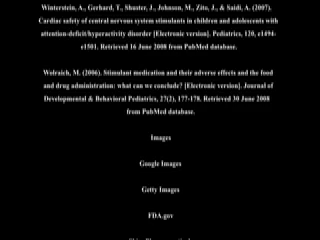 Winterstein, A., Gerhard, T., Shuster, J., Johnson, M., Zito, J., & Saidi, A. (2007).
Cardiac safety of central nervous system stimulants in children and adolescents with
attention-deficit/hyperactivity disorder [Electronic version]. Pediatrics, 120, e1494-
e1501. Retrieved 16 June 2008 from PubMed database.
Wolraich, M. (2006). Stimulant medication and their adverse effects and the food
and drug administration: what can we conclude? [Electronic version]. Journal of
Developmental & Behavioral Pediatrics, 27(2), 177-178. Retrieved 30 June 2008
from PubMed database.
Images
Google Images
Getty Images
FDA.gov